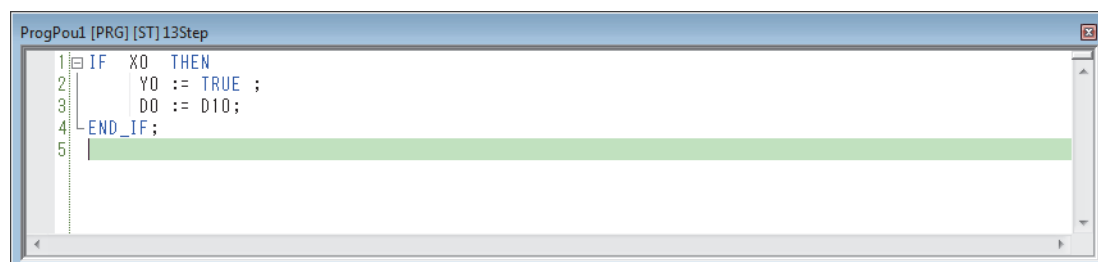 ProgPou1 [PRG] [ST] 13Step
1 IF X0 THEN
2 Y0 := TRUE ;
3 D0 := D10;
4 END_IF;
5